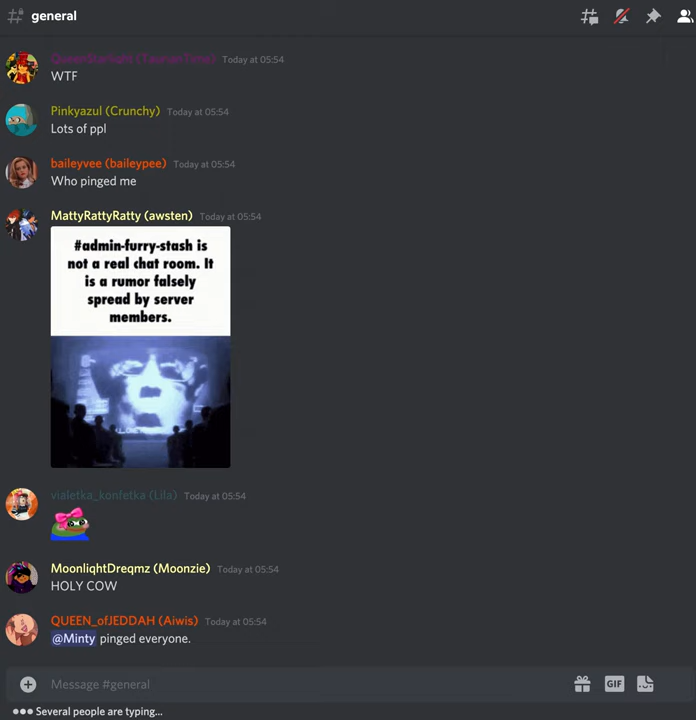 general
QueenStarlight (TaurianTime) Today at 05:54
WTF
Pinkyazul (Crunchy) Today at 05:54
Lots of ppl
baileyvee (baileypee) Today at 05:54
Who pinged me
MattyRattyRatty (awsten) Today at 05:54
#admin-furry-stash is
not a real chat room. It
is a rumor falsely
spread by server
members.
vialetka_konfetka (Lila) Today at 05:54
MoonliqhtDreqmz (Moonzie) Today at 05:54
HOLY COW
QUEEN_ofJEDDAH (Aiwis) Today at 05:54
@Minty pinged everyone.
Message #general
GIF
Several people are typing...